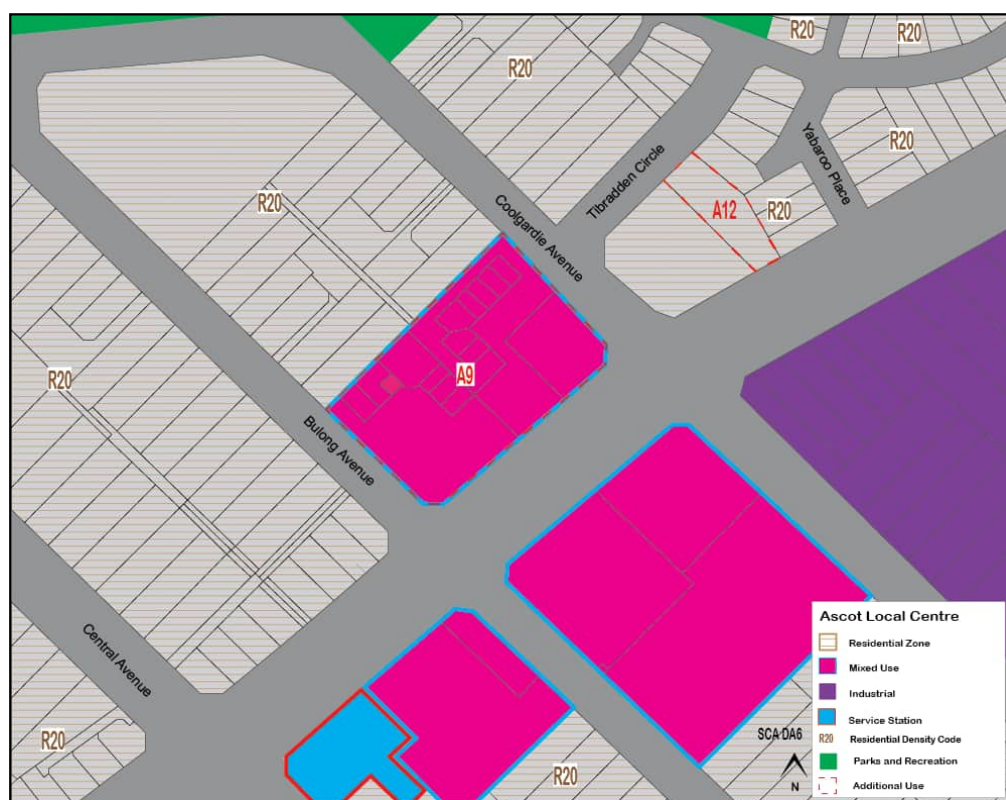 R20
R20
R20
Yabaroo Place
R20
Tibradden Circle
R20
Coolgardie Avenue
A12
R20
A9
R20
Bulong Avenue
Central Avenue
R20
R20
SCA DA6
N
Ascot Local Centre
Residential Zone
Mixed Use
Industrial
Service Station
R20 Residential Density Code
Parks and Recreation
Additional Use